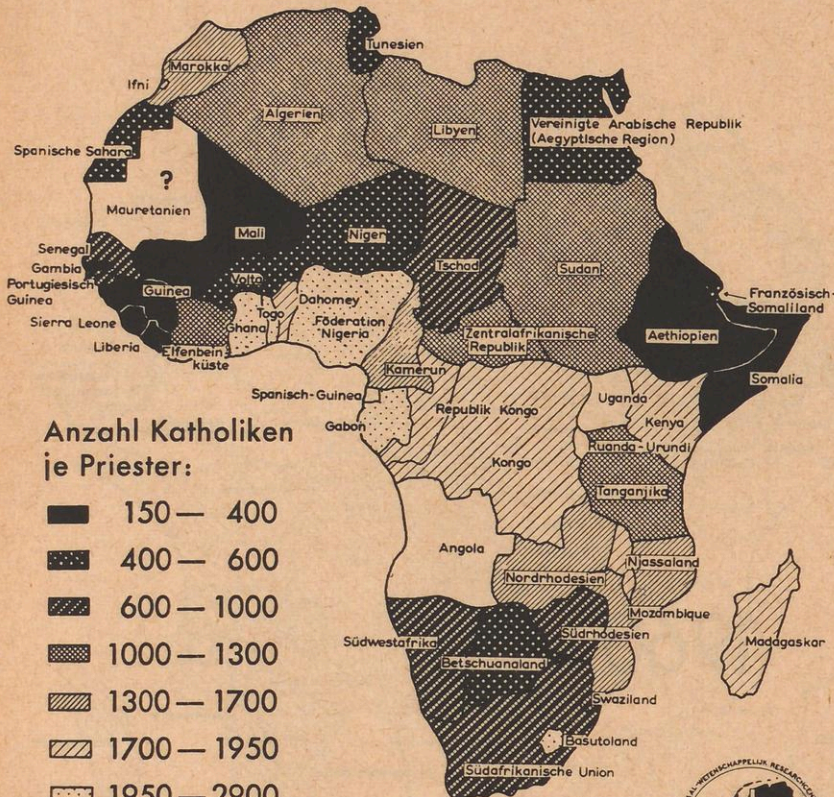 Tunesien
Marokko
Ifni
Algerien
Libyen
Vereinigte Arabische Republik
(Aegyptische Region)
Spanische Sahara
?
Mauretanien
Mali
Niger
Tschad
Sudan
Senegal
Gambia
Portugiesisch
Guinea
Guinea
Volta
Dahomey
Togo
Ghana
Föderation
Nigeria
Französisch-
Somaliland
Sierra Leone
Liberia
Elfenbein
küste
Zentralafrikanische
Republik
Aethiopien
Somalia
Kamerun
Spanisch-Guinea
Gabon
Republik Kongo
Uganda
Kenya
Ruanda-Urundi
Kongo
Tanganjika
Angola
Nordrhodesien
Njassaland
Mozambique
Südwestafrika
Südrhodesien
Betschuanaland
Madagaskar
Swaziland
Basutoland
Südafrikanische Union
Anzahl Katholiken
je Priester:
150 — 400
400 — 600
600 — 1000
1000 — 1300
1300 — 1700
1700 — 1950
1950 — 2900